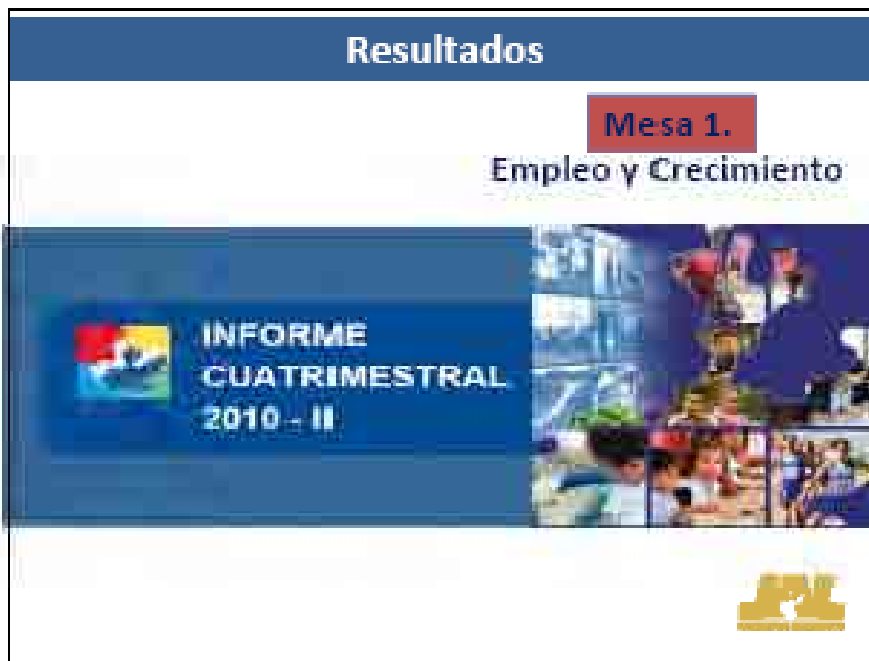 Resultados
Mesa 1.
Empleo y Crecimiento
INFORME
CUATRIMESTRAL
2010 - II